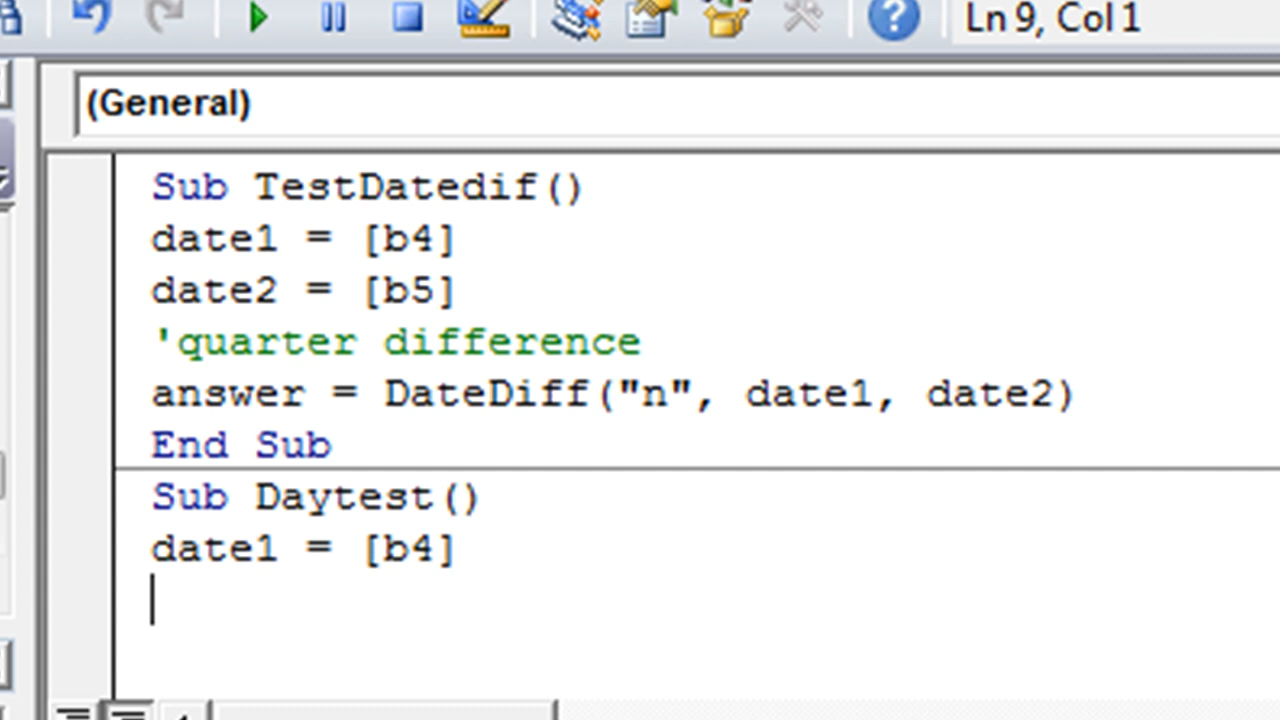 Ln 9, Col 1
(General)
Sub TestDatedif()
date1 = [b4]
date2 = [b5]
'quarter difference
answer = DateDiff("n", date1, date2)
End Sub
Sub Daytest()
date1 = [b4]